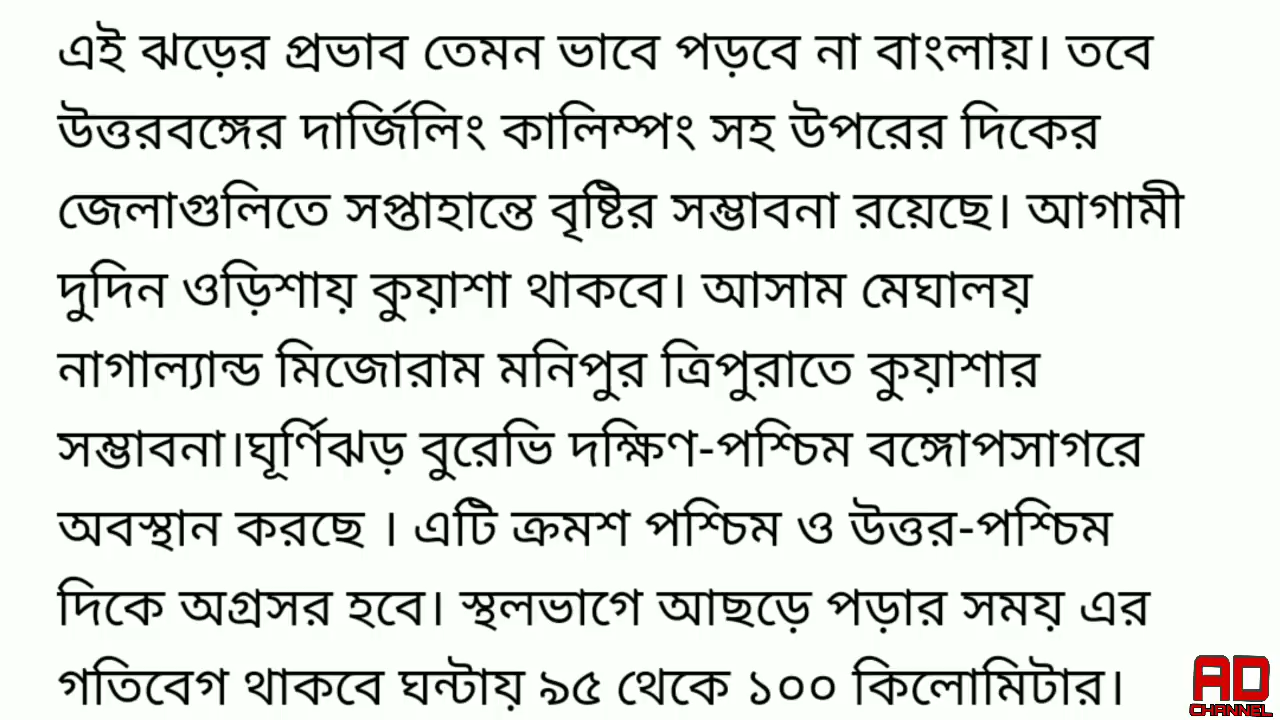 এই ঝড়ের প্রভাব তেমন ভাবে পড়বে না বাংলায়। তবে
উত্তরবঙ্গের দার্জিলিং কালিম্পং সহ উপরের দিকের
জেলাগুলিতে সপ্তাহান্তে বৃষ্টির সম্ভাবনা রয়েছে। আগামী
দুদিন ওড়িশায় কুয়াশা থাকবে। আসাম মেঘালয়
নাগাল্যান্ড মিজোরাম মনিপুর ত্রিপুরাতে কুয়াশার
সম্ভাবনা।ঘূর্ণিঝড় বুরেভি দক্ষিণ-পশ্চিম বঙ্গোপসাগরে
অবস্থান করছে । এটি ক্রমশ পশ্চিম ও উত্তর-পশ্চিম
দিকে অগ্রসর হবে। স্থলভাগে আছড়ে পড়ার সময় এর
গতিবেগ থাকবে ঘন্টায় ৯৫ থেকে ১০০ কিলোমিটার।
AD
CHANNEL